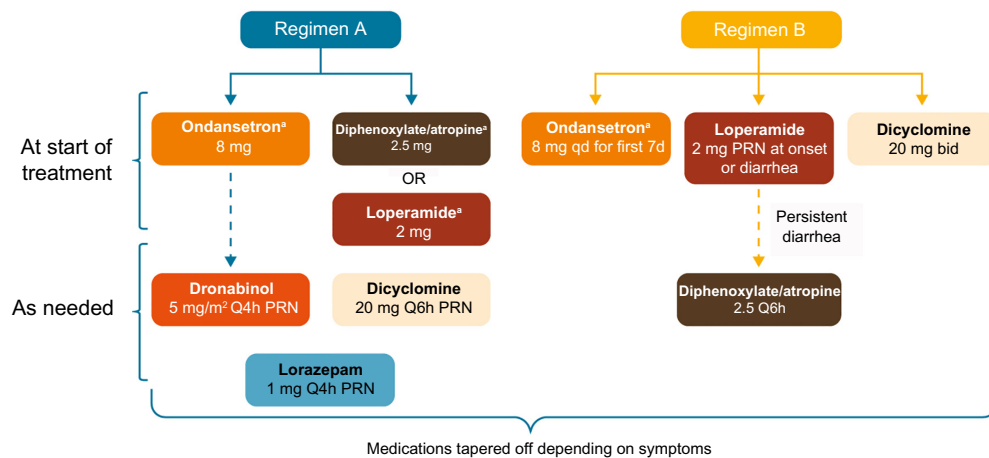 Regimen A
Regimen B
At start of
treatment
Ondansetronᵃ
8 mg
Diphenoxylate/atropineᵃ
2.5 mg
OR
Loperamideᵃ
2 mg
Ondansetronᵃ
8 mg qd for first 7d
Loperamide
2 mg PRN at onset
or diarrhea
Dicyclomine
20 mg bid
Persistent
diarrhea
As needed
Dronabinol
5 mg/m² Q4h PRN
Dicyclomine
20 mg Q6h PRN
Diphenoxylate/atropine
2.5 Q6h
Lorazepam
1 mg Q4h PRN
Medications tapered off depending on symptoms